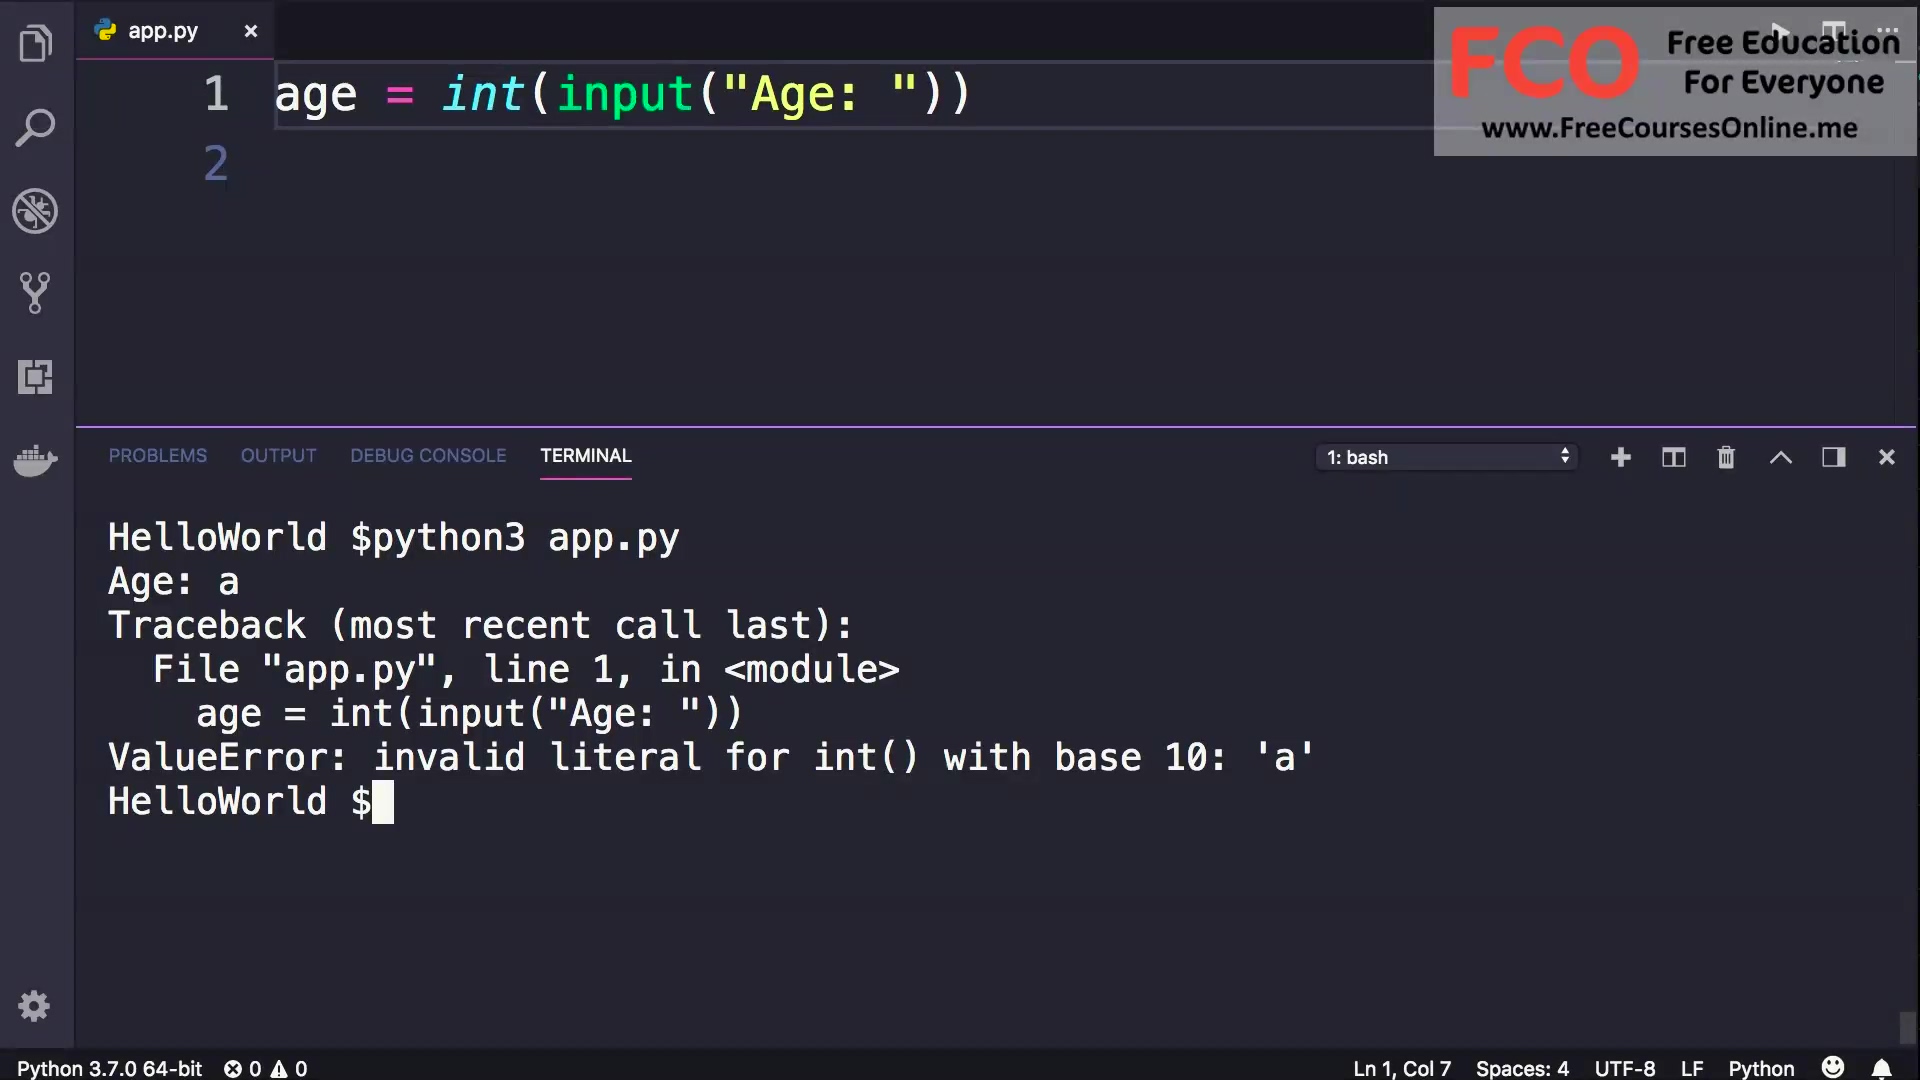 app.py
FCO Free Education
For Everyone
www.FreeCoursesOnline.me
1 age = int(input("Age: "))
2
PROBLEMS OUTPUT DEBUG CONSOLE TERMINAL 1: bash
HelloWorld $python3 app.py
Age: a
Traceback (most recent call last):
File "app.py", line 1, in <module>
age = int(input("Age: "))
ValueError: invalid literal for int() with base 10: 'a'
HelloWorld $
Python 3.7.0 64-bit 0 0 Ln 1, Col 7 Spaces: 4 UTF-8 LF Python